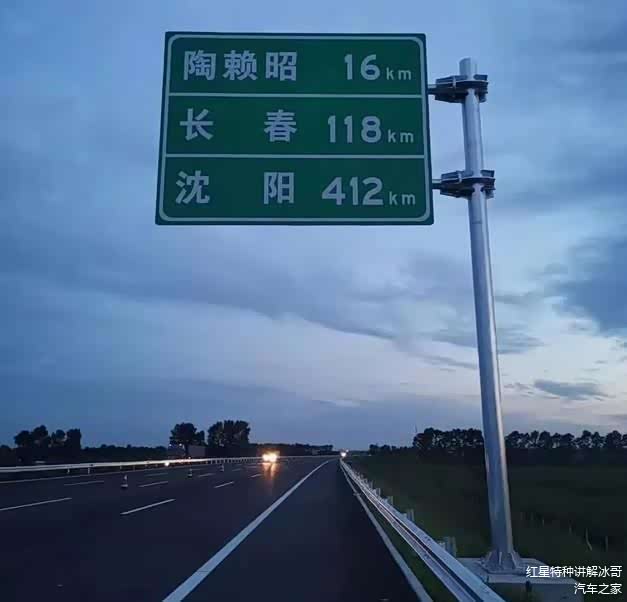 陶赖昭 16km
长春 118km
沈阳 412km
红星特种讲解冰哥
汽车之家